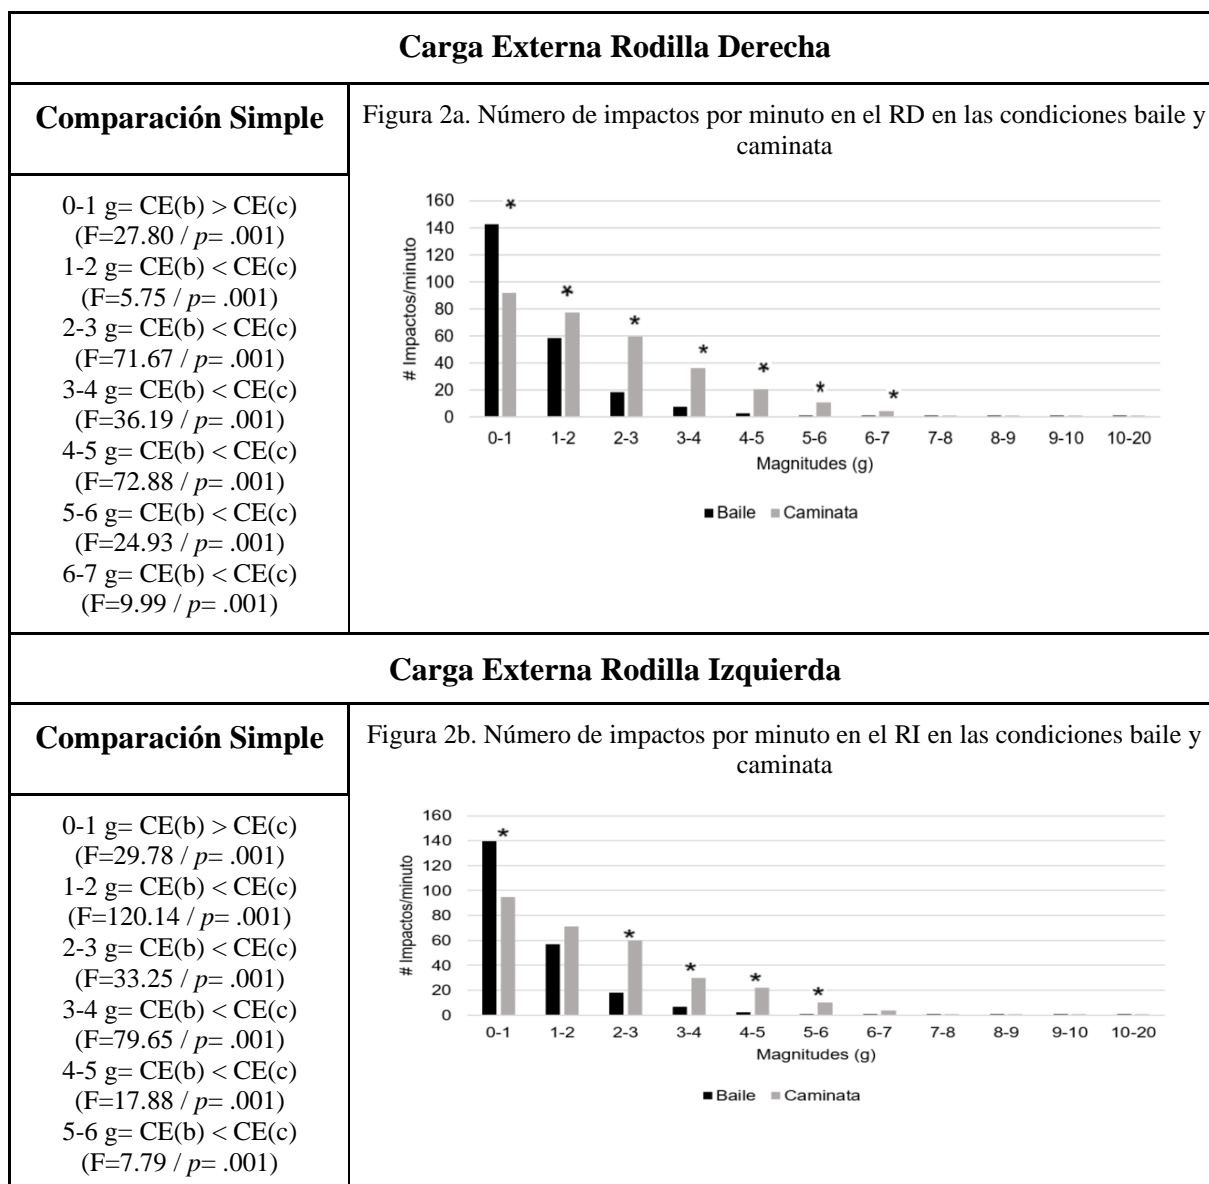 Carga Externa Rodilla Derecha
Comparación Simple
Figura 2a. Número de impactos por minuto en el RD en las condiciones baile y
caminata
0-1 g= CE(b) > CE(c)
(F=27.80 / p= .001)
1-2 g= CE(b) < CE(c)
(F=5.75 / p= .001)
2-3 g= CE(b) < CE(c)
(F=71.67 / p= .001)
3-4 g= CE(b) < CE(c)
(F=36.19 / p= .001)
4-5 g= CE(b) < CE(c)
(F=72.88 / p= .001)
5-6 g= CE(b) < CE(c)
(F=24.93 / p= .001)
6-7 g= CE(b) < CE(c)
(F=9.99 / p= .001)
# Impactos/minuto
160
140
120
100
80
60
40
20
0
* * * * * * *
0-1 1-2 2-3 3-4 4-5 5-6 6-7 7-8 8-9 9-10 10-20
Magnitudes (g)
Baile Caminata
Carga Externa Rodilla Izquierda
Comparación Simple
Figura 2b. Número de impactos por minuto en el RI en las condiciones baile y
caminata
0-1 g= CE(b) > CE(c)
(F=29.78 / p= .001)
1-2 g= CE(b) < CE(c)
(F=120.14 / p= .001)
2-3 g= CE(b) < CE(c)
(F=33.25 / p= .001)
3-4 g= CE(b) < CE(c)
(F=79.65 / p= .001)
4-5 g= CE(b) < CE(c)
(F=17.88 / p= .001)
5-6 g= CE(b) < CE(c)
(F=7.79 / p= .001)
# Impactos/minuto
160
140
120
100
80
60
40
20
0
* * * * *
0-1 1-2 2-3 3-4 4-5 5-6 6-7 7-8 8-9 9-10 10-20
Magnitudes (g)
Baile Caminata